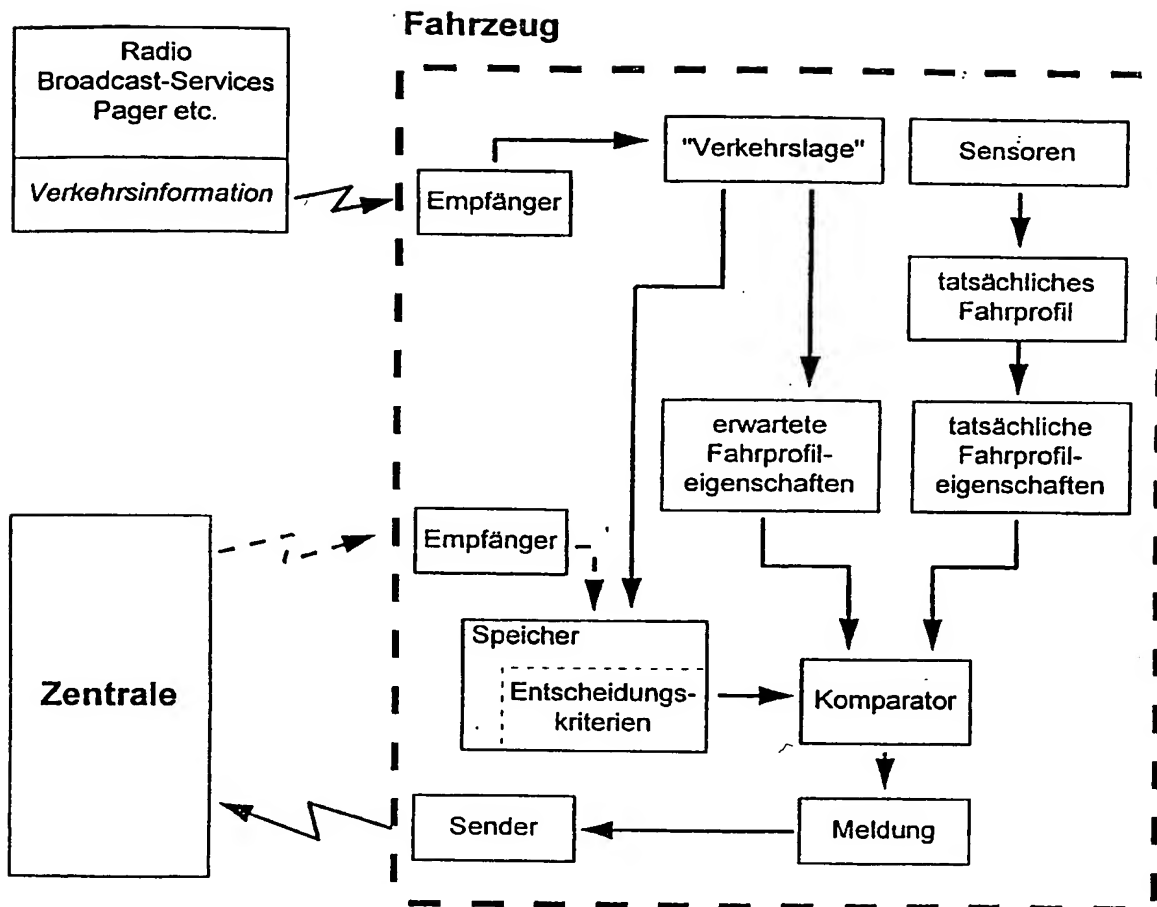 Fahrzeug
Radio
Broadcast-Services
Pager etc.
Verkehrsinformation
Empfänger
"Verkehrslage"
Sensoren
tatsächliches
Fahrprofil
erwartete
Fahrprofil-
eigenschaften
tatsächliche
Fahrprofil-
eigenschaften
Empfänger
Zentrale
Speicher
Entscheidungs-
kriterien
Komparator
Sender
Meldung